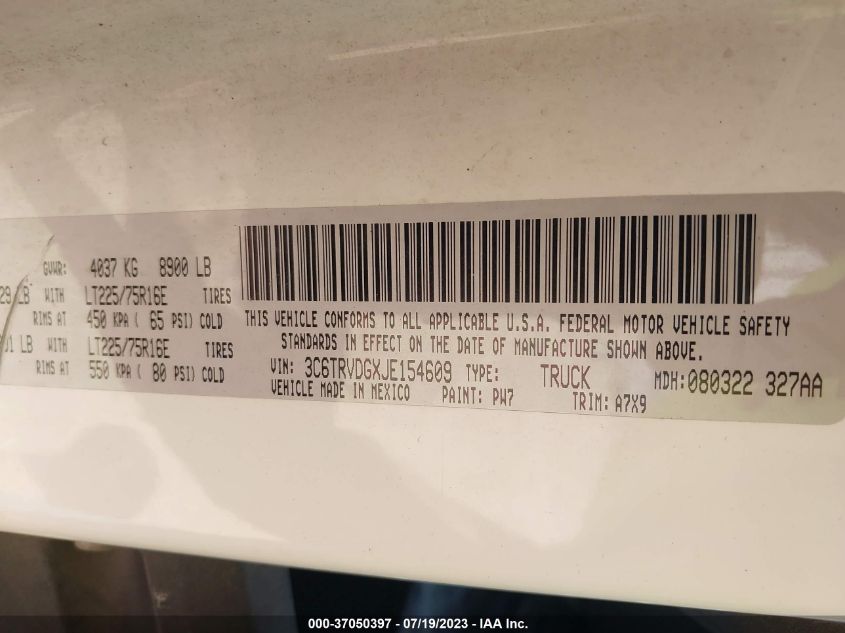 GVWR: 4037 KG 8900 LB
29 LB WITH LT225/75R16E TIRES
RIMS AT 450 KPA ( 65 PSI) COLD
01 LB WITH LT225/75R16E TIRES
RIMS AT 550 KPA ( 80 PSI) COLD
THIS VEHICLE CONFORMS TO ALL APPLICABLE U.S.A. FEDERAL MOTOR VEHICLE SAFETY
STANDARDS IN EFFECT ON THE DATE OF MANUFACTURE SHOWN ABOVE.
VIN: 3C6TRVDGXJE154609 TYPE: TRUCK MDH:080322 327AA
VEHICLE MADE IN MEXICO PAINT: PW7 TRIM: A7X9
000-37050397 - 07/19/2023 - IAA Inc.